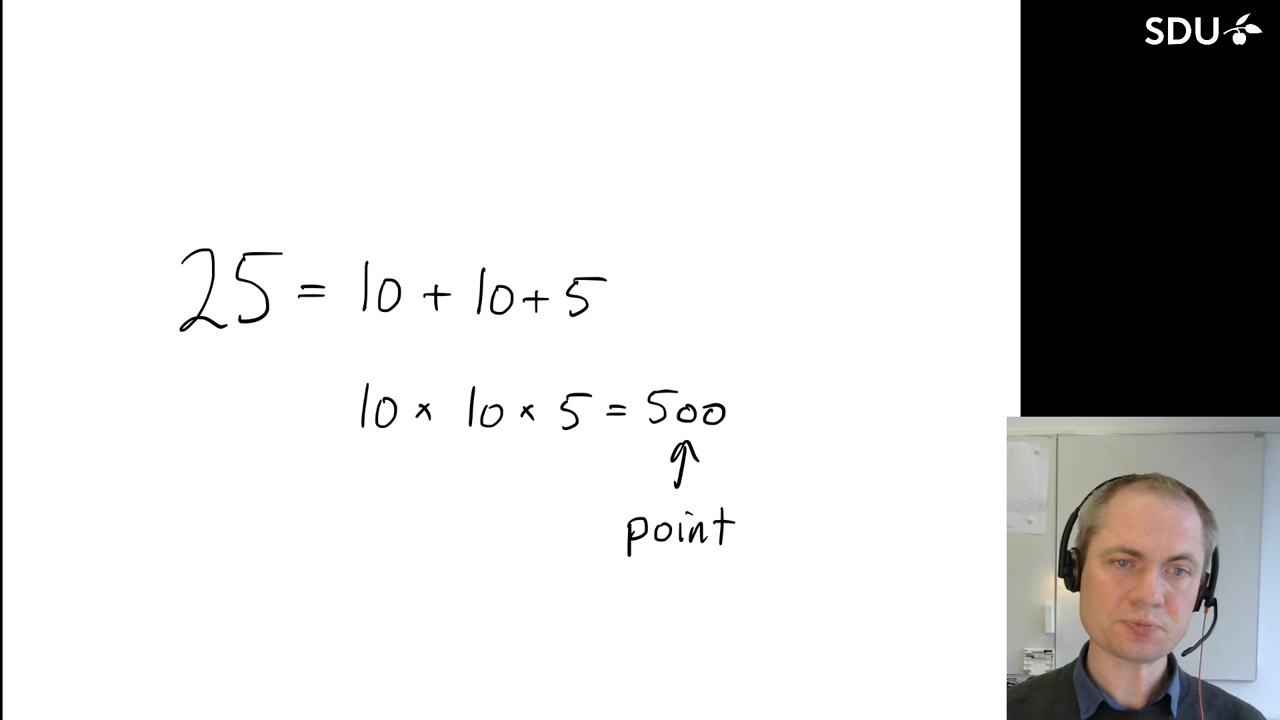 SDU
25 = 10 + 10 + 5
10 × 10 × 5 = 500
↑
point